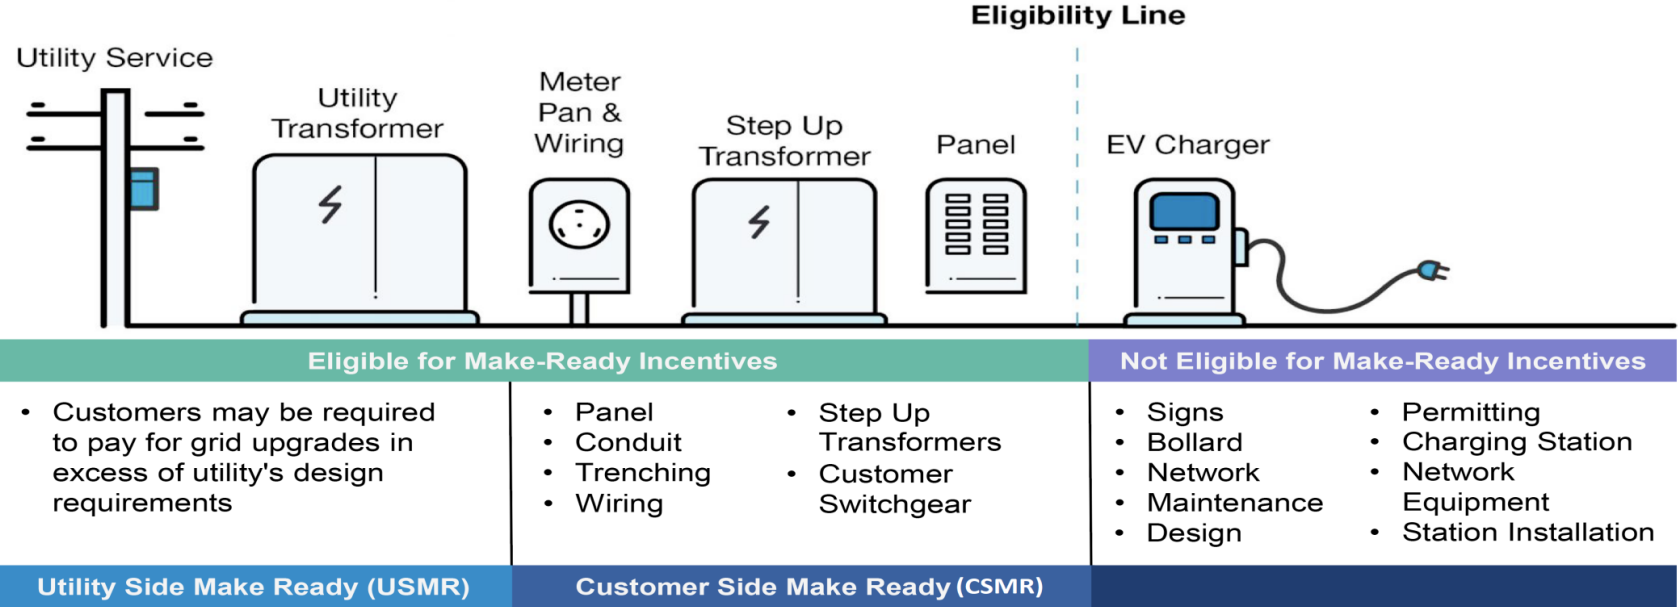 Eligibility Line
Utility Service
Utility
Transformer
Meter
Pan &
Wiring
Step Up
Transformer
Panel
EV Charger
Eligible for Make-Ready Incentives
Not Eligible for Make-Ready Incentives
• Customers may be required
to pay for grid upgrades in
excess of utility's design
requirements
• Panel
• Conduit
• Trenching
• Wiring
• Step Up
Transformers
• Customer
Switchgear
• Signs
• Bollard
• Network
• Maintenance
• Design
• Permitting
• Charging Station
• Network
Equipment
• Station Installation
Utility Side Make Ready (USMR)
Customer Side Make Ready (CSMR)